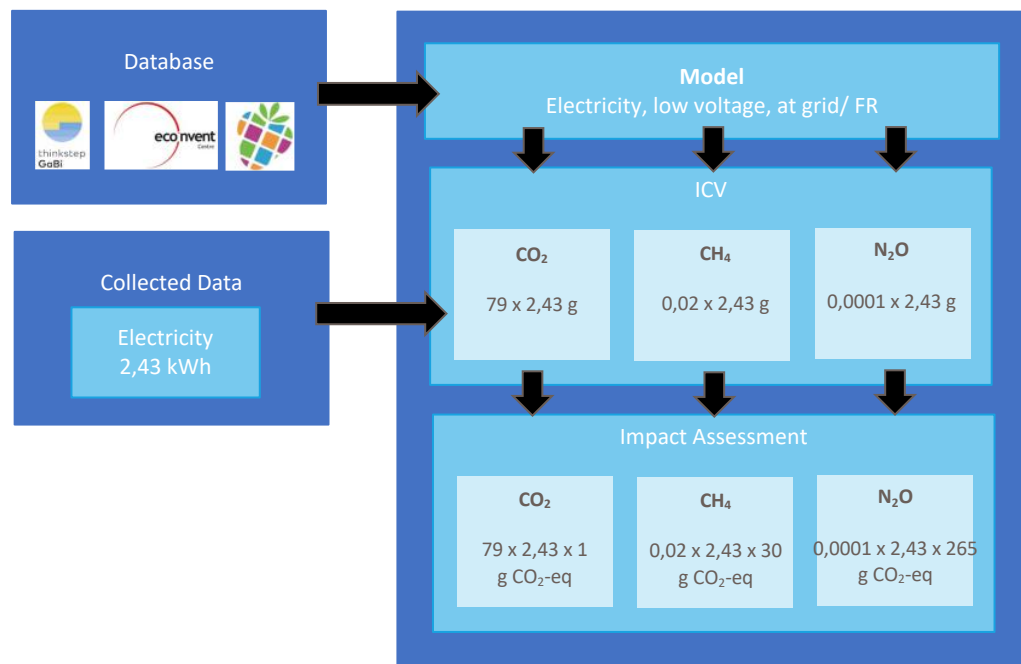 Database
thinkstep
GaBi
ecoinvent
Centre
Model
Electricity, low voltage, at grid/ FR
ICV
CO₂
79 x 2,43 g
CH₄
0,02 x 2,43 g
N₂O
0,0001 x 2,43 g
Collected Data
Electricity
2,43 kWh
Impact Assessment
CO₂
79 x 2,43 x 1
g CO₂-eq
CH₄
0,02 x 2,43 x 30
g CO₂-eq
N₂O
0,0001 x 2,43 x 265
g CO₂-eq